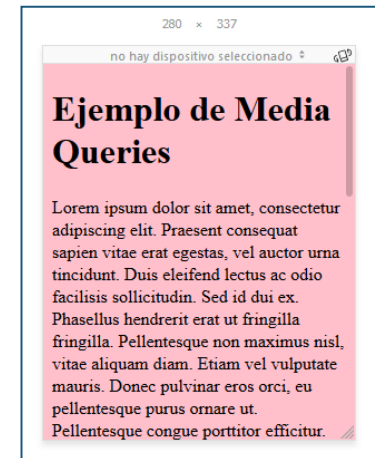 280 × 337
no hay dispositivo seleccionado
Ejemplo de Media
Queries
Lorem ipsum dolor sit amet, consectetur
adipiscing elit. Praesent consequat
sapien vitae erat egestas, vel auctor urna
tincidunt. Duis eleifend lectus ac odio
facilisis sollicitudin. Sed id dui ex.
Phasellus hendrerit erat ut fringilla
fringilla. Pellentesque non maximus nisl,
vitae aliquam diam. Etiam vel vulputate
mauris. Donec pulvinar eros orci, eu
pellentesque purus ornare ut.
Pellentesque congue porttitor efficitur.